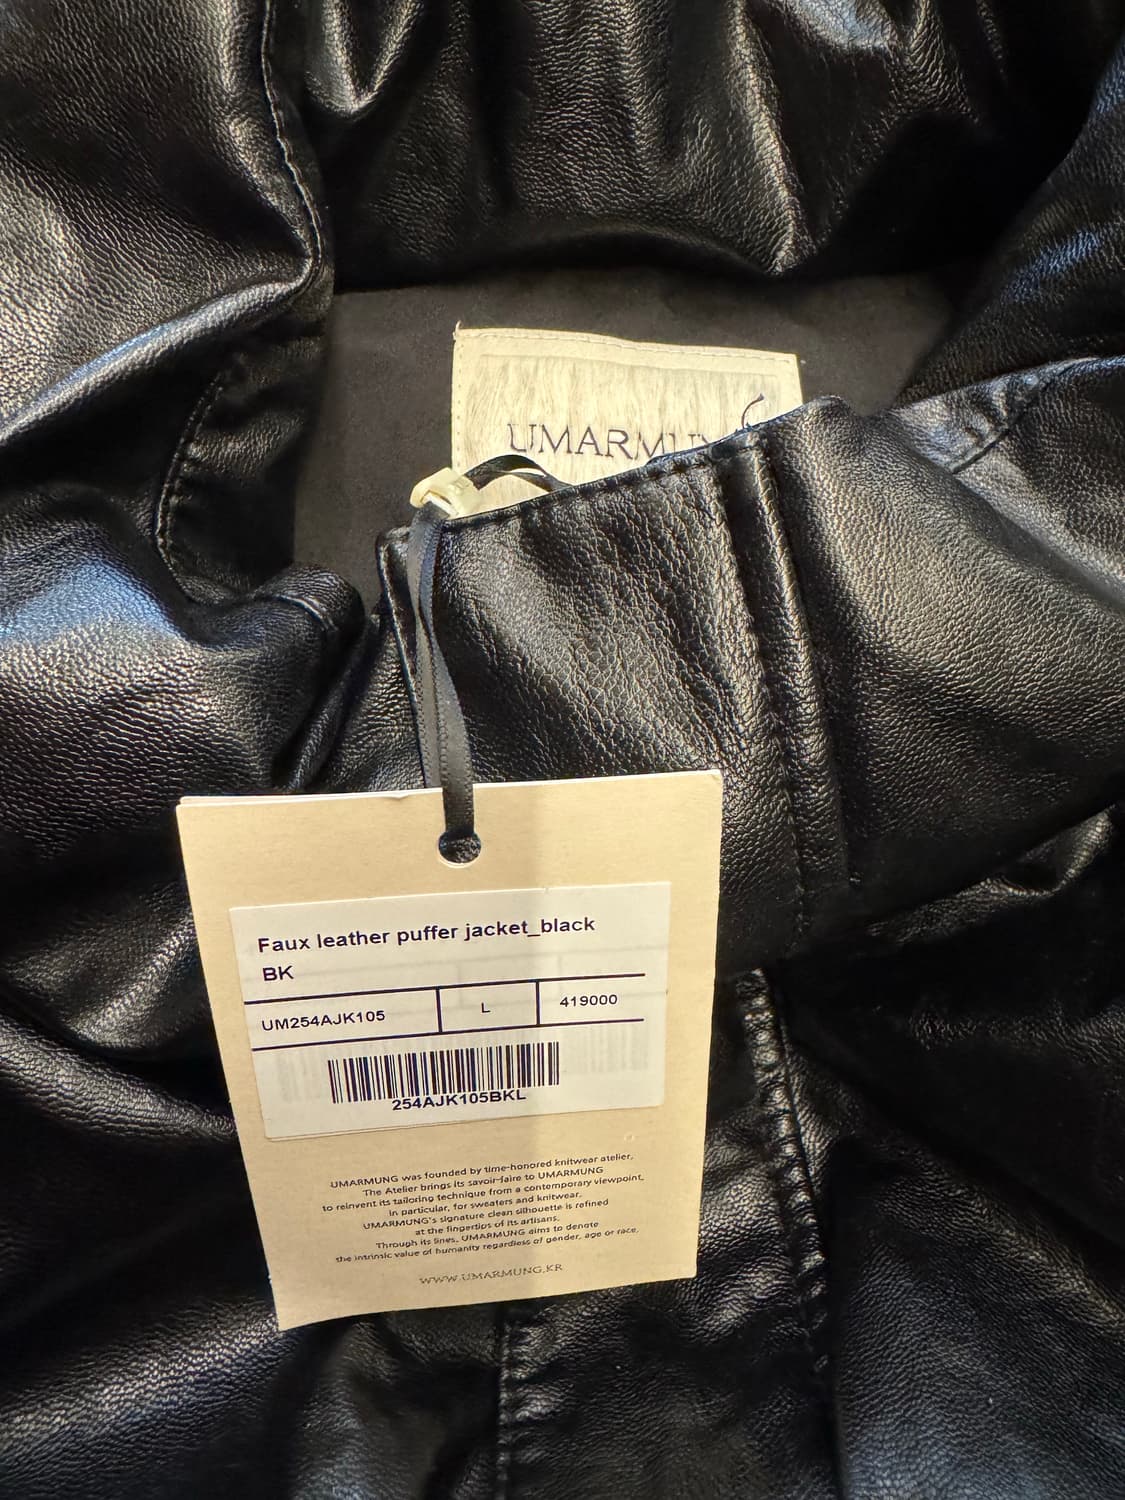 UMARMUN
Faux leather puffer jacket_black
BK
UM254AJK105 L 419000
254AJK105BKL
UMARMUNG was founded by time-honored knitwear atelier.
The Atelier brings its savoir-faire to UMARMUNG
to reinvent its tailoring technique from a contemporary viewpoint,
in particular, for sweaters and knitwear.
UMARMUNG's signature clean silhouette is refined
at the fingertips of its artisans.
Through its lines, UMARMUNG aims to denote
the intrinsic value of humanity regardless of gender, age or race.
WWW.UMARMUNG.KR